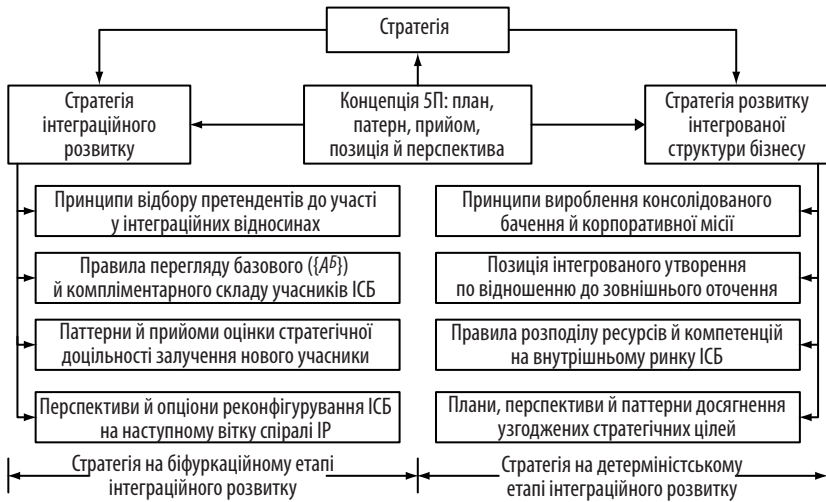 Стратегія
Стратегія
інтеграційного
розвитку
Концепція 5П: план,
патерн, прийом,
позиція й перспектива
Стратегія розвитку
інтегрованої
структури бізнесу
Принципи відбору претендентів до участі
у інтеграційних відносинах
Правила перегляду базового ({AᴮБ}) 
й компліментарного складу учасників ІСБ
Паттерни й прийоми оцінки стратегічної
доцільності залучення нового учасники
Перспективи й опціони реконфігурування ІСБ
на наступному вітку спіралі ІР
Принципи вироблення консолідованого
бачення й корпоративної місії
Позиція інтегрованого утворення
по відношенню до зовнішнього оточення
Правила розподілу ресурсів й компетенцій
на внутрішньому ринку ІСБ
Плани, перспективи й паттерни досягнення
узгоджених стратегічних цілей
Стратегія на біфуркаційному етапі
інтеграційного розвитку
Стратегія на детерміністському
етапі інтеграційного розвитку